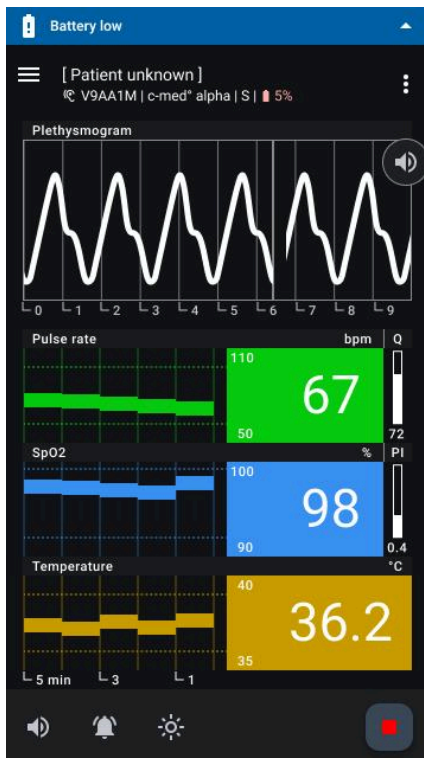 Battery low
[ Patient unknown ]
V9AA1M | c-med° alpha | S | 5%
Plethysmogram
0 1 2 3 4 5 6 7 8 9
Pulse rate bpm Q
110
67
50
72
SpO2 % PI
100
98
90
0.4
Temperature °C
40
36.2
35
5 min 3 1